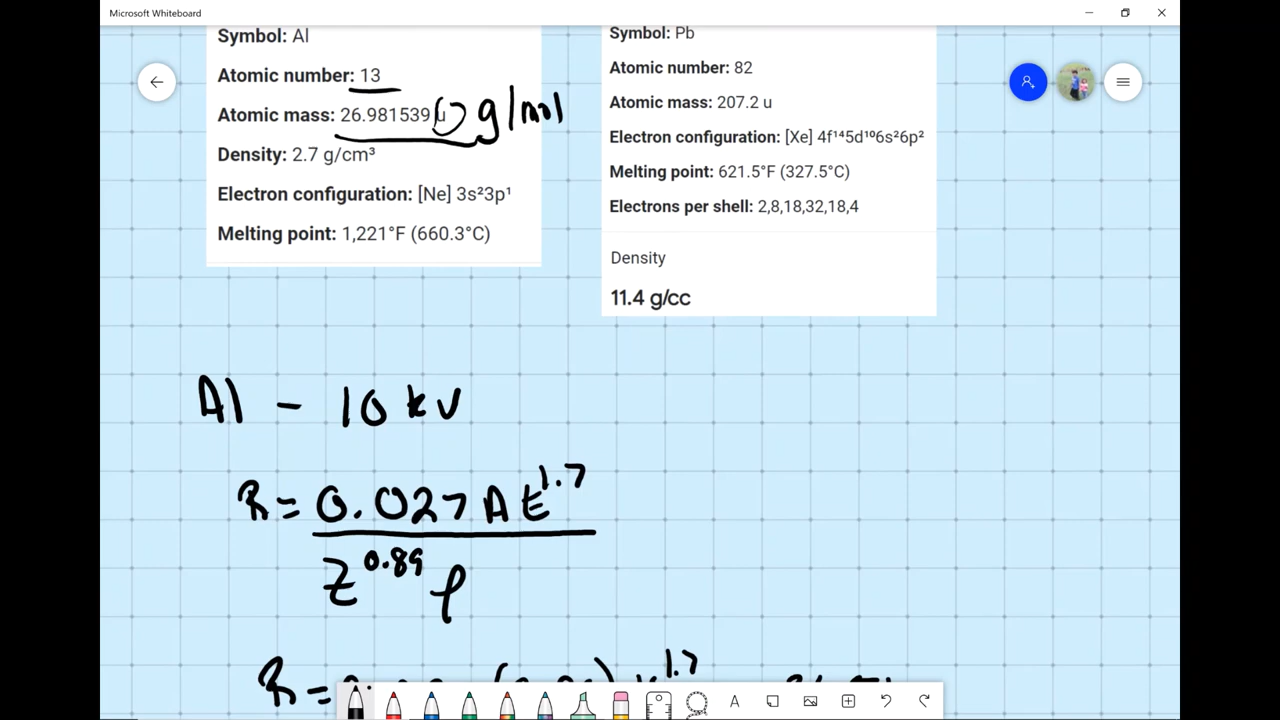 Microsoft Whiteboard
Symbol: Al
Atomic number: 13
Atomic mass: 26.981539 u g/mol
Density: 2.7 g/cm³
Electron configuration: [Ne] 3s²3p¹
Melting point: 1,221°F (660.3°C)
Symbol: Pb
Atomic number: 82
Atomic mass: 207.2 u
Electron configuration: [Xe] 4f¹⁴5d¹⁰6s²6p²
Melting point: 621.5°F (327.5°C)
Electrons per shell: 2,8,18,32,18,4
Density
11.4 g/cc
Al - 10 kv
R = 0.027 A E^1.7
Z^0.89 ρ
R = 1.7
A